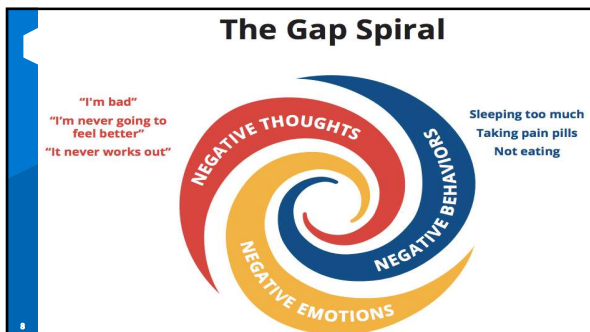 The Gap Spiral
"I'm bad"
"I'm never going to
feel better"
"It never works out"
NEGATIVE THOUGHTS
NEGATIVE BEHAVIORS
NEGATIVE EMOTIONS
Sleeping too much
Taking pain pills
Not eating
8